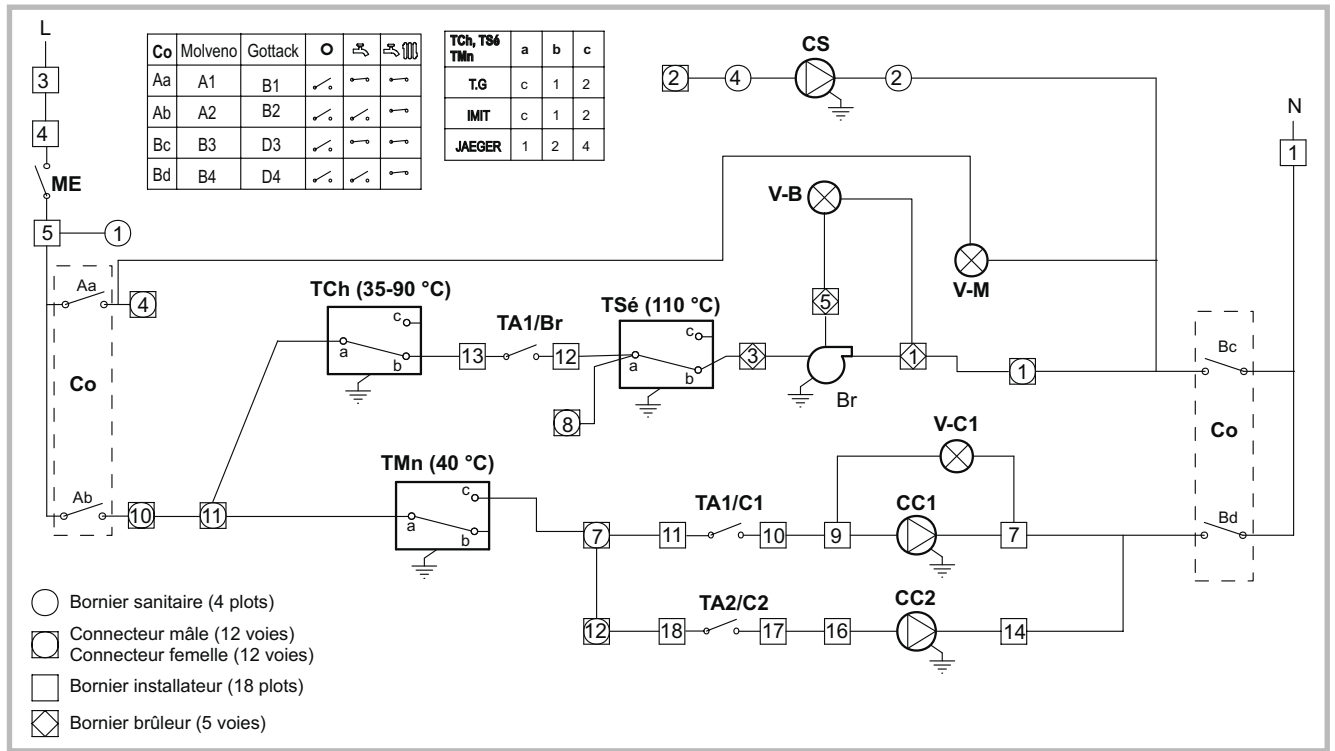 L
3
4
ME
5
1
Co Molveno Gottack
Aa A1 B1
Ab A2 B2
Bc B3 D3
Bd B4 D4
TCh, TSé TMn a b c
T.G c 1 2
IMIT c 1 2
JAEGER 1 2 4
CS
2 4 2
N
1
V-B
V-M
5
Aa
4
Co
Ab
TCh (35-90 °C)
c
a
b
13
TA1/Br
12
TSé (110 °C)
c
a
b
8
3
Br
1
1
Bc
Co
Bd
10
11
TMn (40 °C)
c
a
b
7
11
TA1/C1
10
9
V-C1
CC1
7
12
18
TA2/C2
17
16
CC2
14
Bornier sanitaire (4 plots)
Connecteur mâle (12 voies)
Connecteur femelle (12 voies)
Bornier installateur (18 plots)
Bornier brûleur (5 voies)